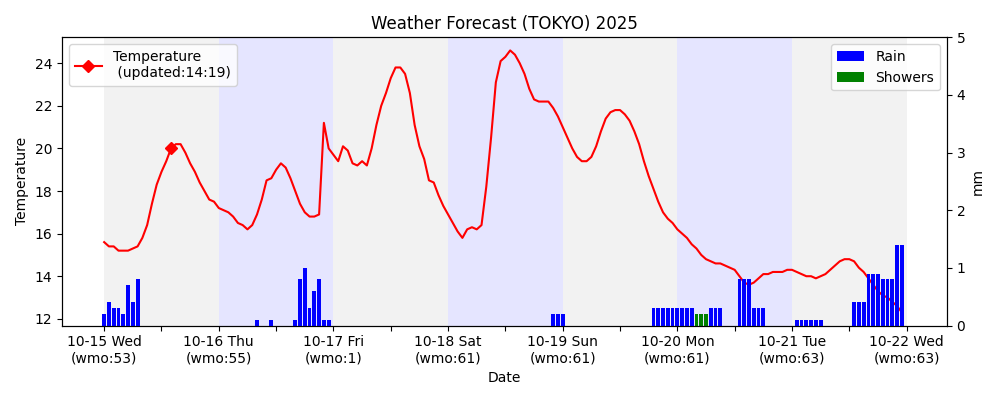 Weather Forecast (TOKYO) 2025
Temperature
(updated:14:19)
Rain
Showers
Temperature
24
22
20
18
16
14
12
5
4
3
2
1
0
mm
10-15 Wed
(wmo:53)
10-16 Thu
(wmo:55)
10-17 Fri
(wmo:1)
10-18 Sat
(wmo:61)
10-19 Sun
(wmo:61)
10-20 Mon
(wmo:61)
10-21 Tue
(wmo:63)
10-22 Wed
(wmo:63)
Date